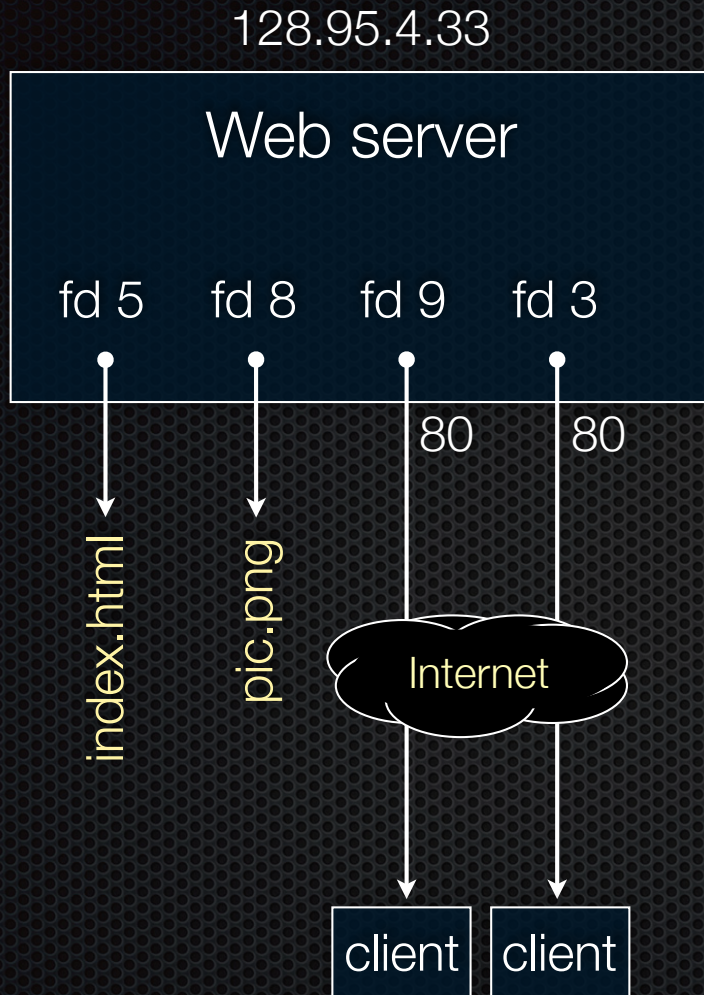 128.95.4.33
Web server
fd 5 fd 8 fd 9 fd 3
80 80
index.html
pic.png
Internet
client client